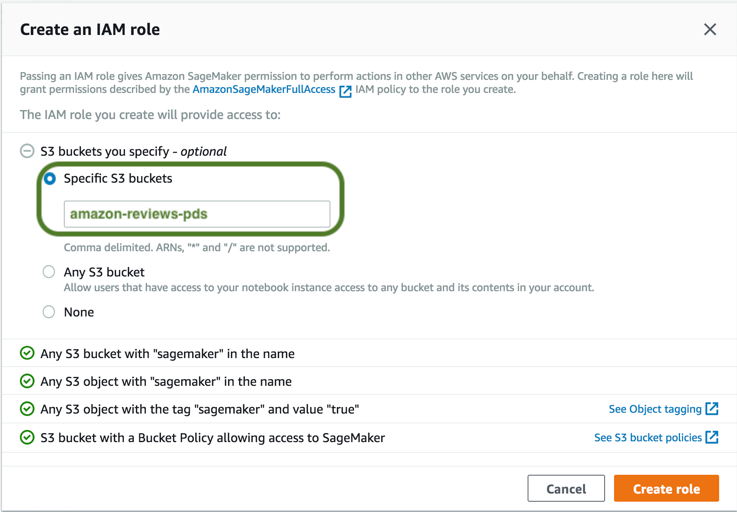 Create an IAM role
Passing an IAM role gives Amazon SageMaker permission to perform actions in other AWS services on your behalf. Creating a role here will
grant permissions described by the AmazonSageMakerFullAccess IAM policy to the role you create.
The IAM role you create will provide access to:
S3 buckets you specify - optional
Specific S3 buckets
amazon-reviews-pds
Comma delimited. ARNs, "*" and "/" are not supported.
Any S3 bucket
Allow users that have access to your notebook instance access to any bucket and its contents in your account.
None
Any S3 bucket with "sagemaker" in the name
Any S3 object with "sagemaker" in the name
Any S3 object with the tag "sagemaker" and value "true" See Object tagging
S3 bucket with a Bucket Policy allowing access to SageMaker See S3 bucket policies
Cancel Create role